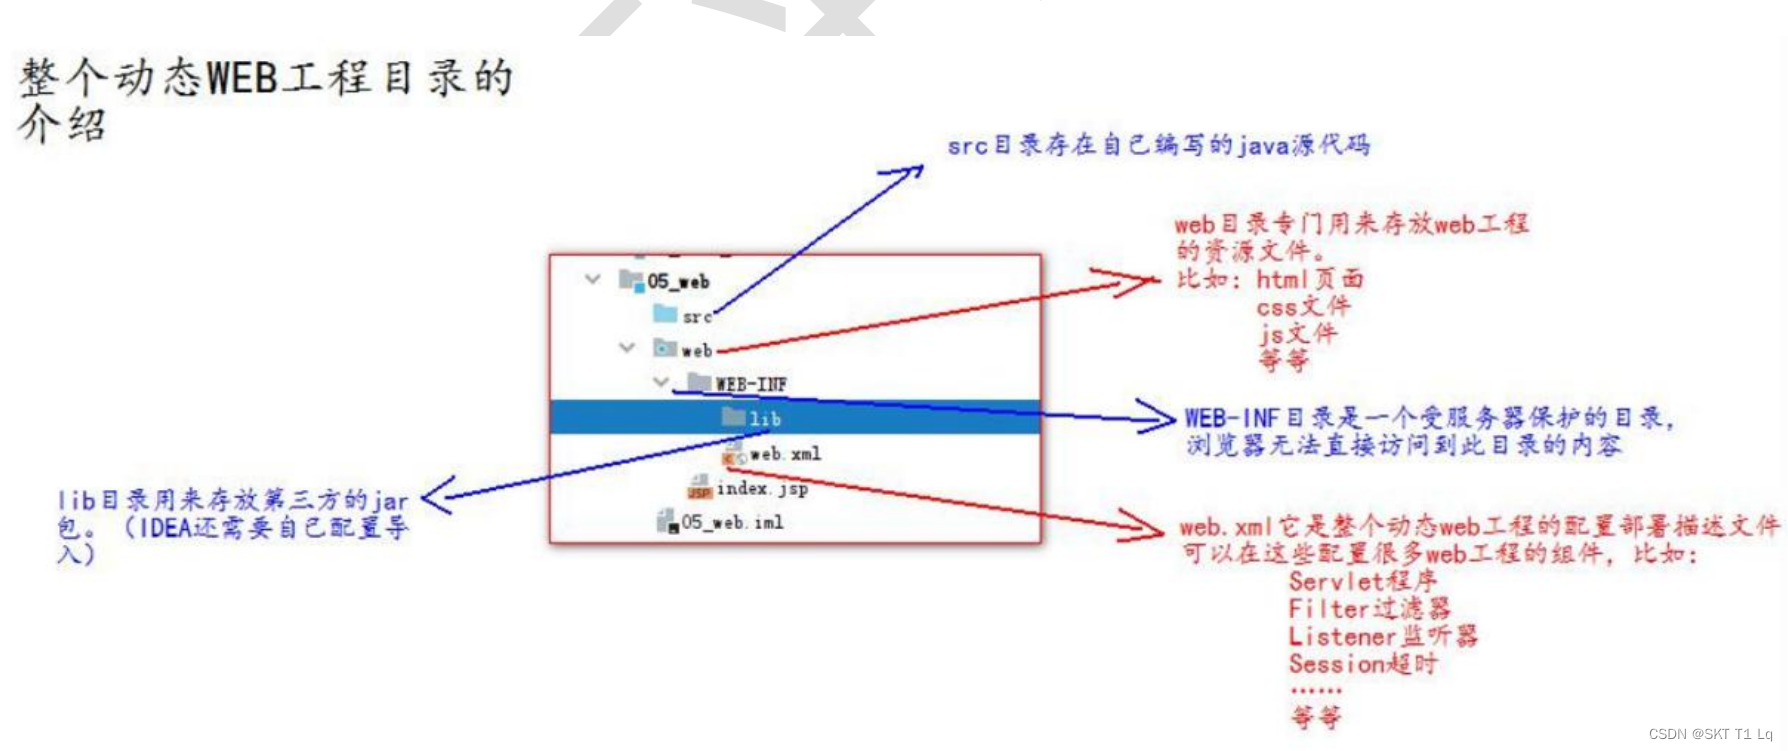 整个动态WEB工程目录的
介绍
src目录存在自己编写的java源代码
web目录专门用来存放web工程
的资源文件。
比如：html页面
css文件
js文件
等等
05_web
src
web
WEB-INF
lib
web.xml
index.jsp
05_web.iml
WEB-INF目录是一个受服务器保护的目录，
浏览器无法直接访问到此目录的内容
lib目录用来存放第三方的jar
包。（IDEA还需要自己配置导
入）
web.xml它是整个动态web工程的配置部署描述文件
可以在这些配置很多web工程的组件，比如：
Servlet程序
Filter过滤器
Listener监听器
Session超时
……
等等
CSDN @SKT T1 Lq